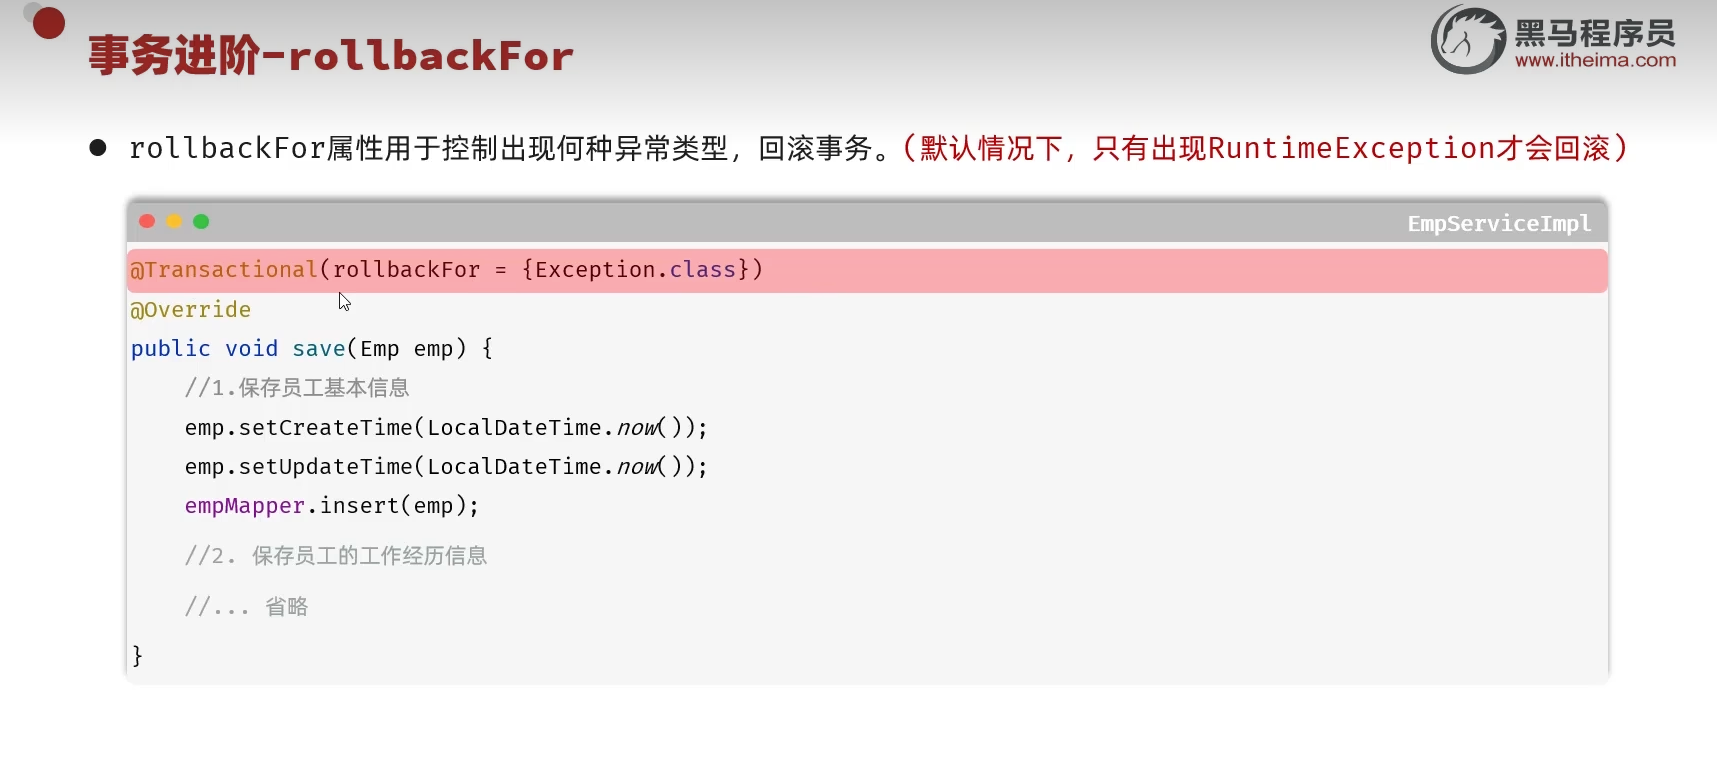 事务进阶-rollbackFor
黑马程序员
www.itheima.com
● rollbackFor属性用于控制出现何种异常类型，回滚事务。（默认情况下，只有出现RuntimeException才会回滚）
EmpServiceImpl
@Transactional(rollbackFor = {Exception.class})
@Override
public void save(Emp emp) {
    //1.保存员工基本信息
    emp.setCreateTime(LocalDateTime.now());
    emp.setUpdateTime(LocalDateTime.now());
    empMapper.insert(emp);
    //2. 保存员工的工作经历信息
    //... 省略
}